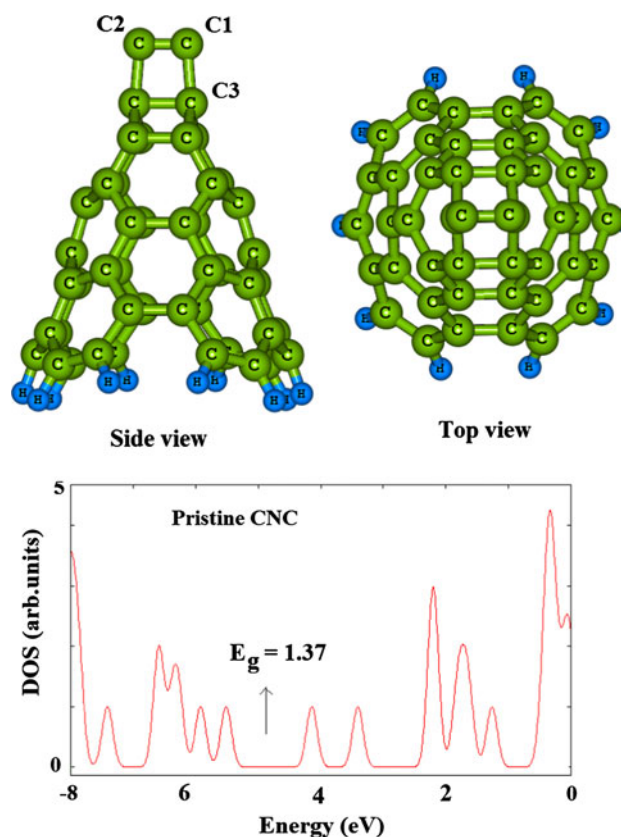 C2 C C C1
C C C3
C C
C C
C C
C C
C C
C C
C C
C C
H H H H
Side view
H H
H H
H
H H
H H
Top view
5
Pristine CNC
E g = 1.37
0
-8 6 4 2 0
DOS (arb.units)
Energy (eV)